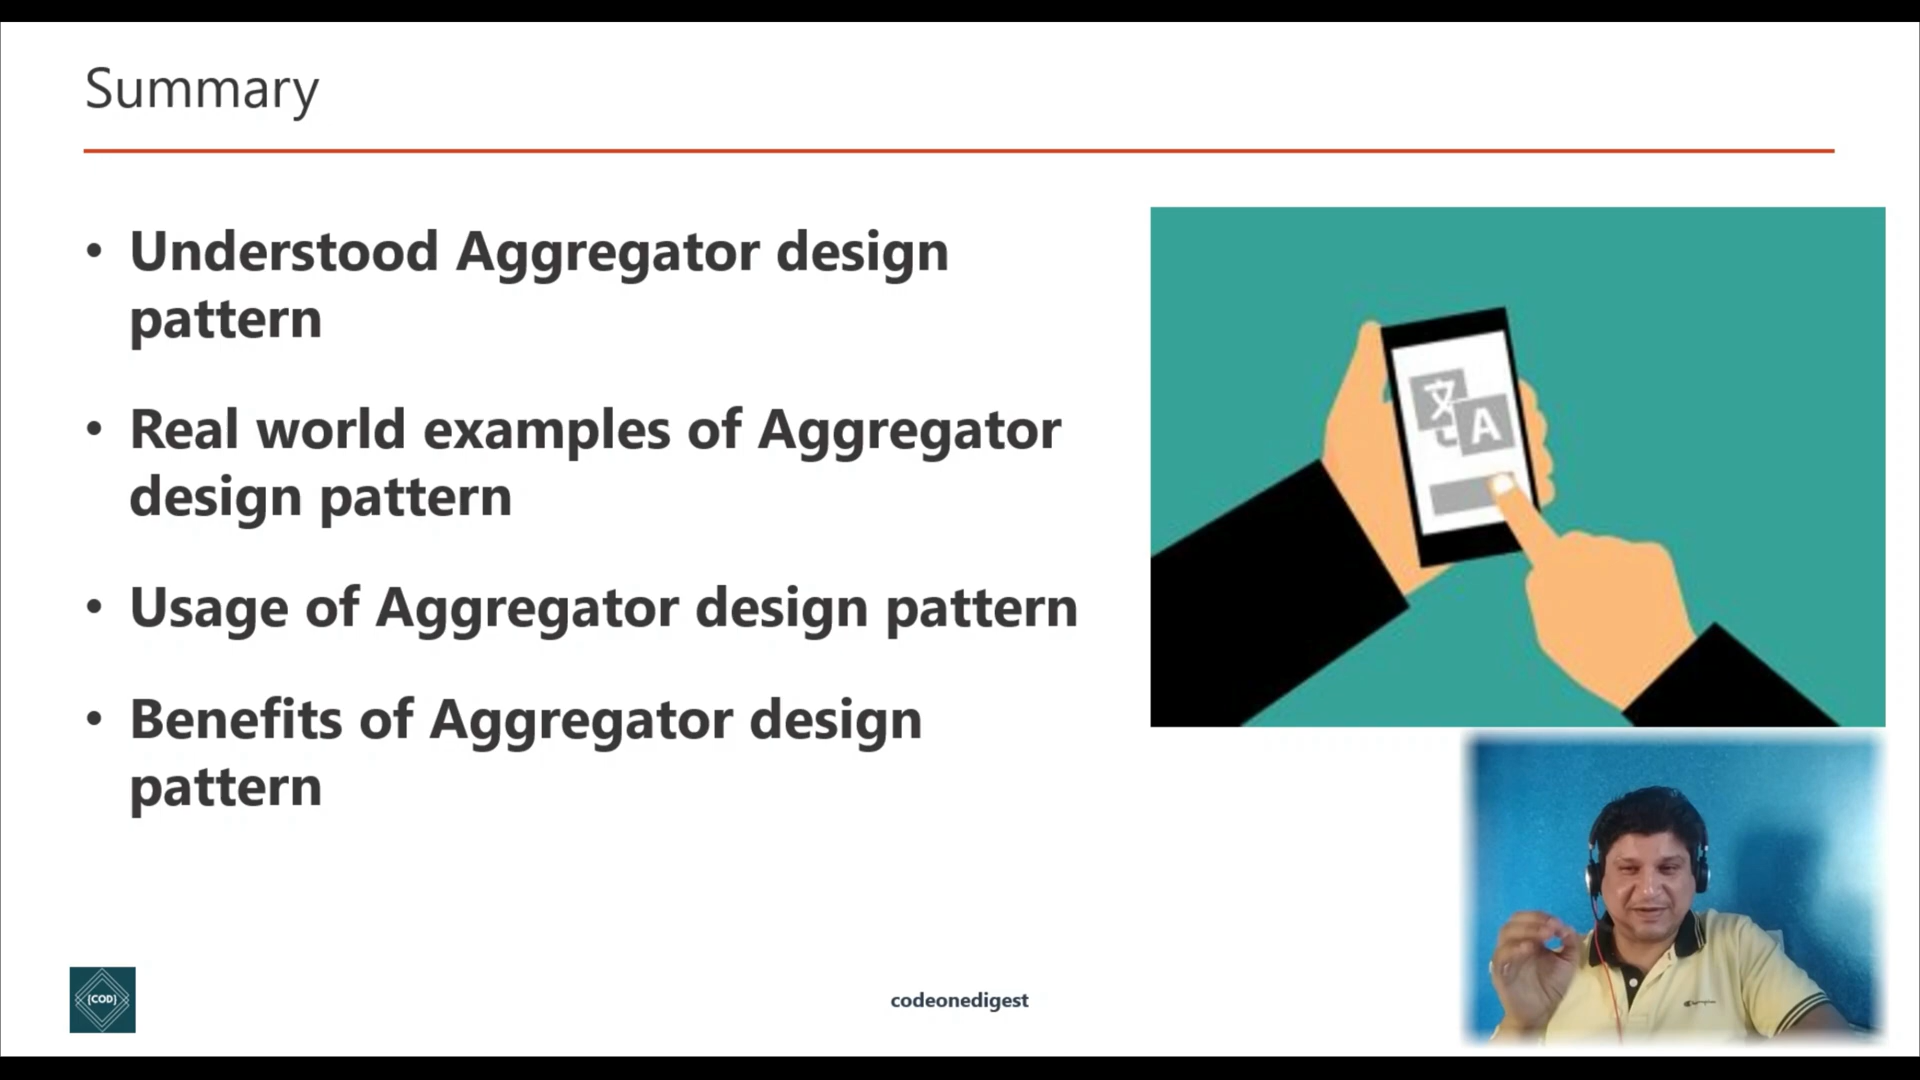 Summary
• Understood Aggregator design
pattern
• Real world examples of Aggregator
design pattern
• Usage of Aggregator design pattern
• Benefits of Aggregator design
pattern
文
A
{COD}
codeonedigest
Champion